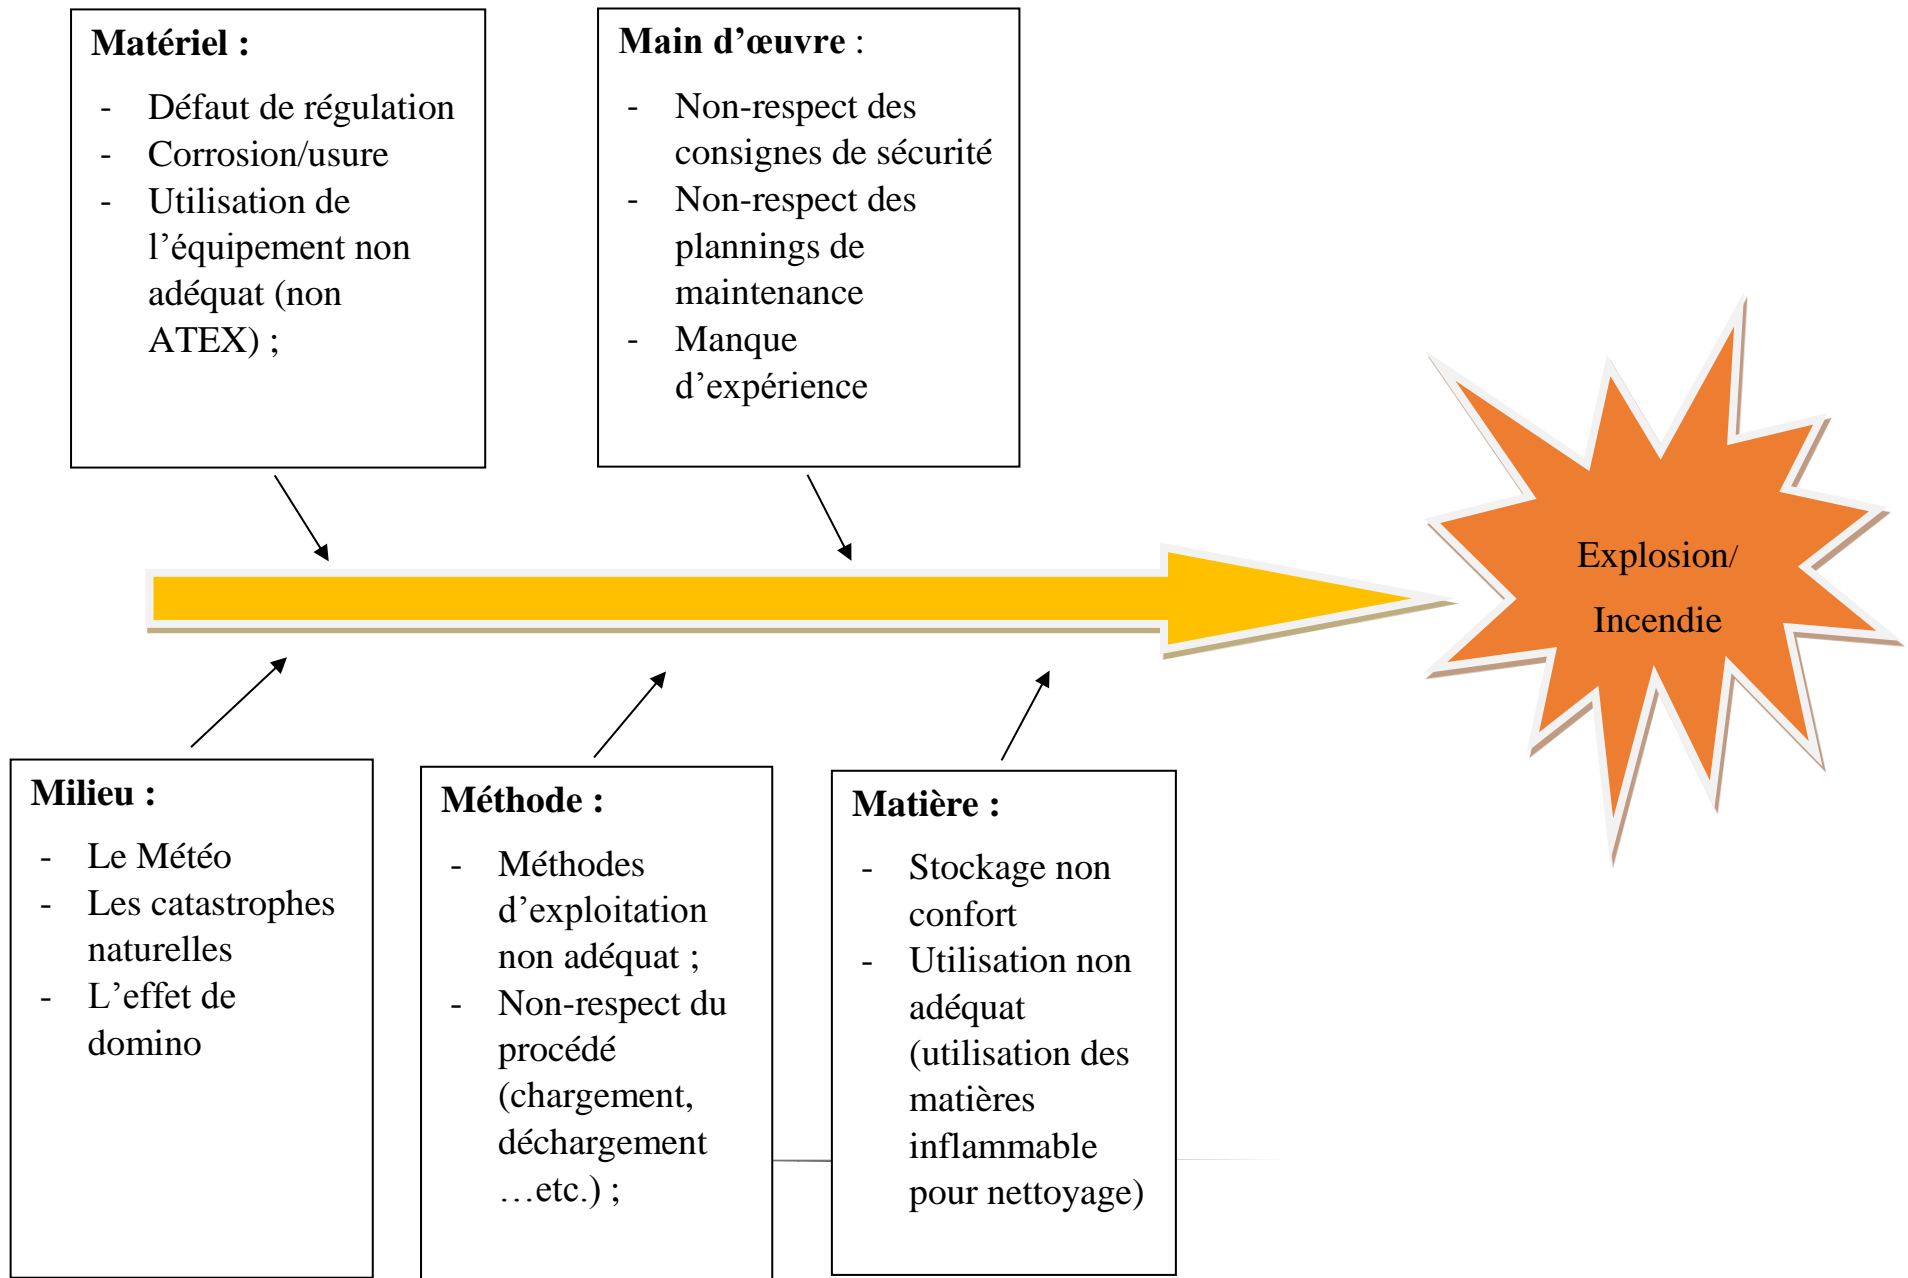 Matériel :
- Défaut de régulation
- Corrosion/usure
- Utilisation de
l’équipement non
adéquat (non
ATEX) ;
Main d’œuvre :
- Non-respect des
consignes de sécurité
- Non-respect des
plannings de
maintenance
- Manque
d’expérience
Explosion/
Incendie
Milieu :
- Le Météo
- Les catastrophes
naturelles
- L’effet de
domino
Méthode :
- Méthodes
d’exploitation
non adéquat ;
- Non-respect du
procédé
(chargement,
déchargement
…etc.) ;
Matière :
- Stockage non
confort
- Utilisation non
adéquat
(utilisation des
matières
inflammable
pour nettoyage)